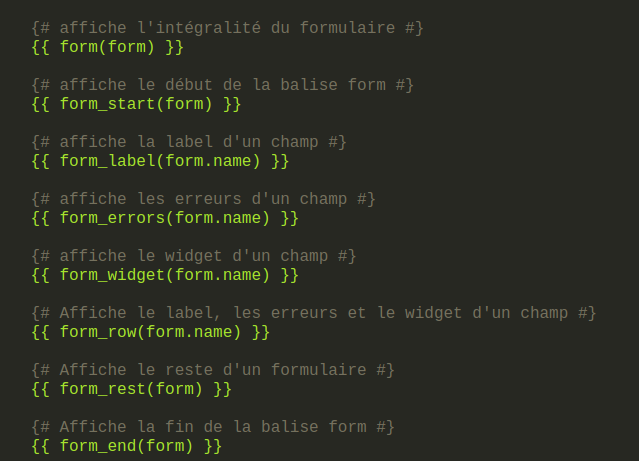 {# affiche l'intégralité du formulaire #}
{{ form(form) }}
{# affiche le début de la balise form #}
{{ form_start(form) }}
{# affiche la label d'un champ #}
{{ form_label(form.name) }}
{# affiche les erreurs d'un champ #}
{{ form_errors(form.name) }}
{# affiche le widget d'un champ #}
{{ form_widget(form.name) }}
{# Affiche le label, les erreurs et le widget d'un champ #}
{{ form_row(form.name) }}
{# Affiche le reste d'un formulaire #}
{{ form_rest(form) }}
{# Affiche la fin de la balise form #}
{{ form_end(form) }}